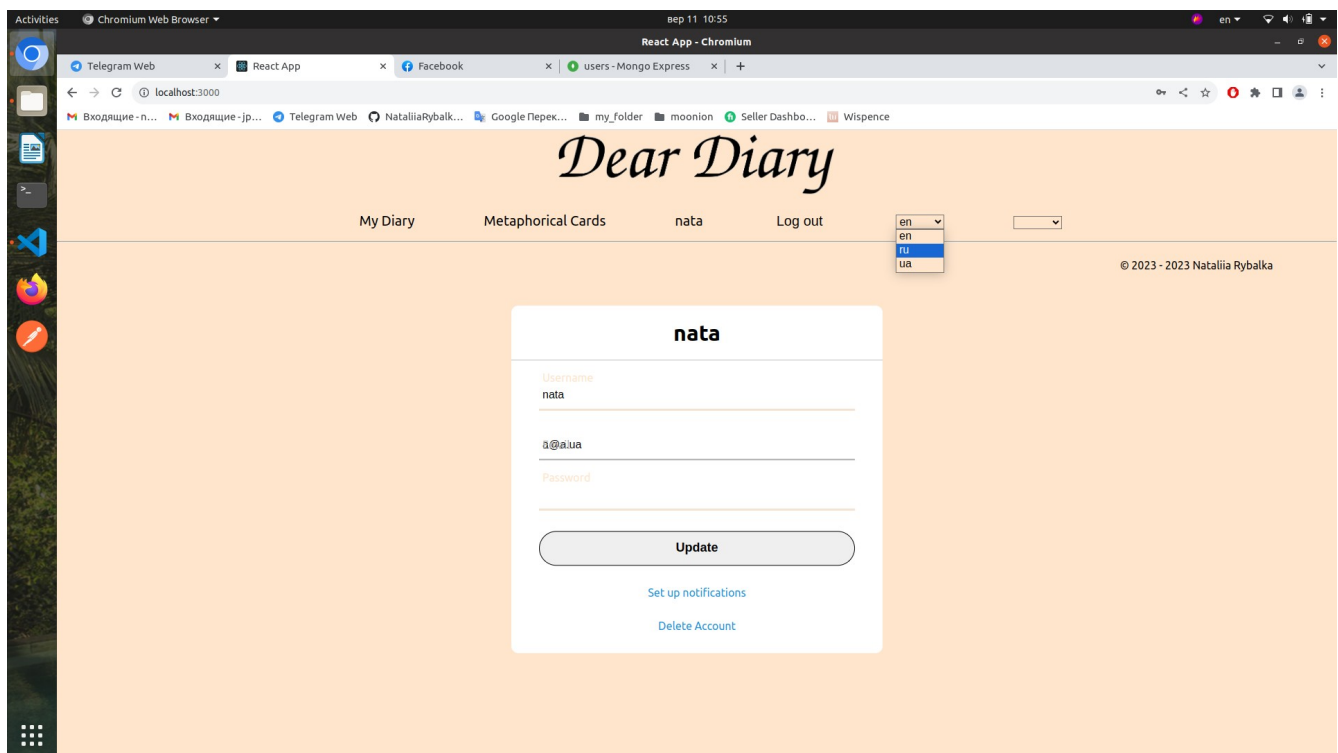 Activities Chromium Web Browser вер 11 10:55 en
React App - Chromium
Telegram Web React App Facebook users - Mongo Express
localhost:3000
Входящие - n... Входящие - jp... Telegram Web NataliiaRybalk... Google Перек... my_folder moonion Seller Dashbo... Wispence
Dear Diary
My Diary Metaphorical Cards nata Log out en
en
ru
ua
© 2023 - 2023 Nataliia Rybalka
nata
Username
nata
a@a.ua
Password
Update
Set up notifications
Delete Account